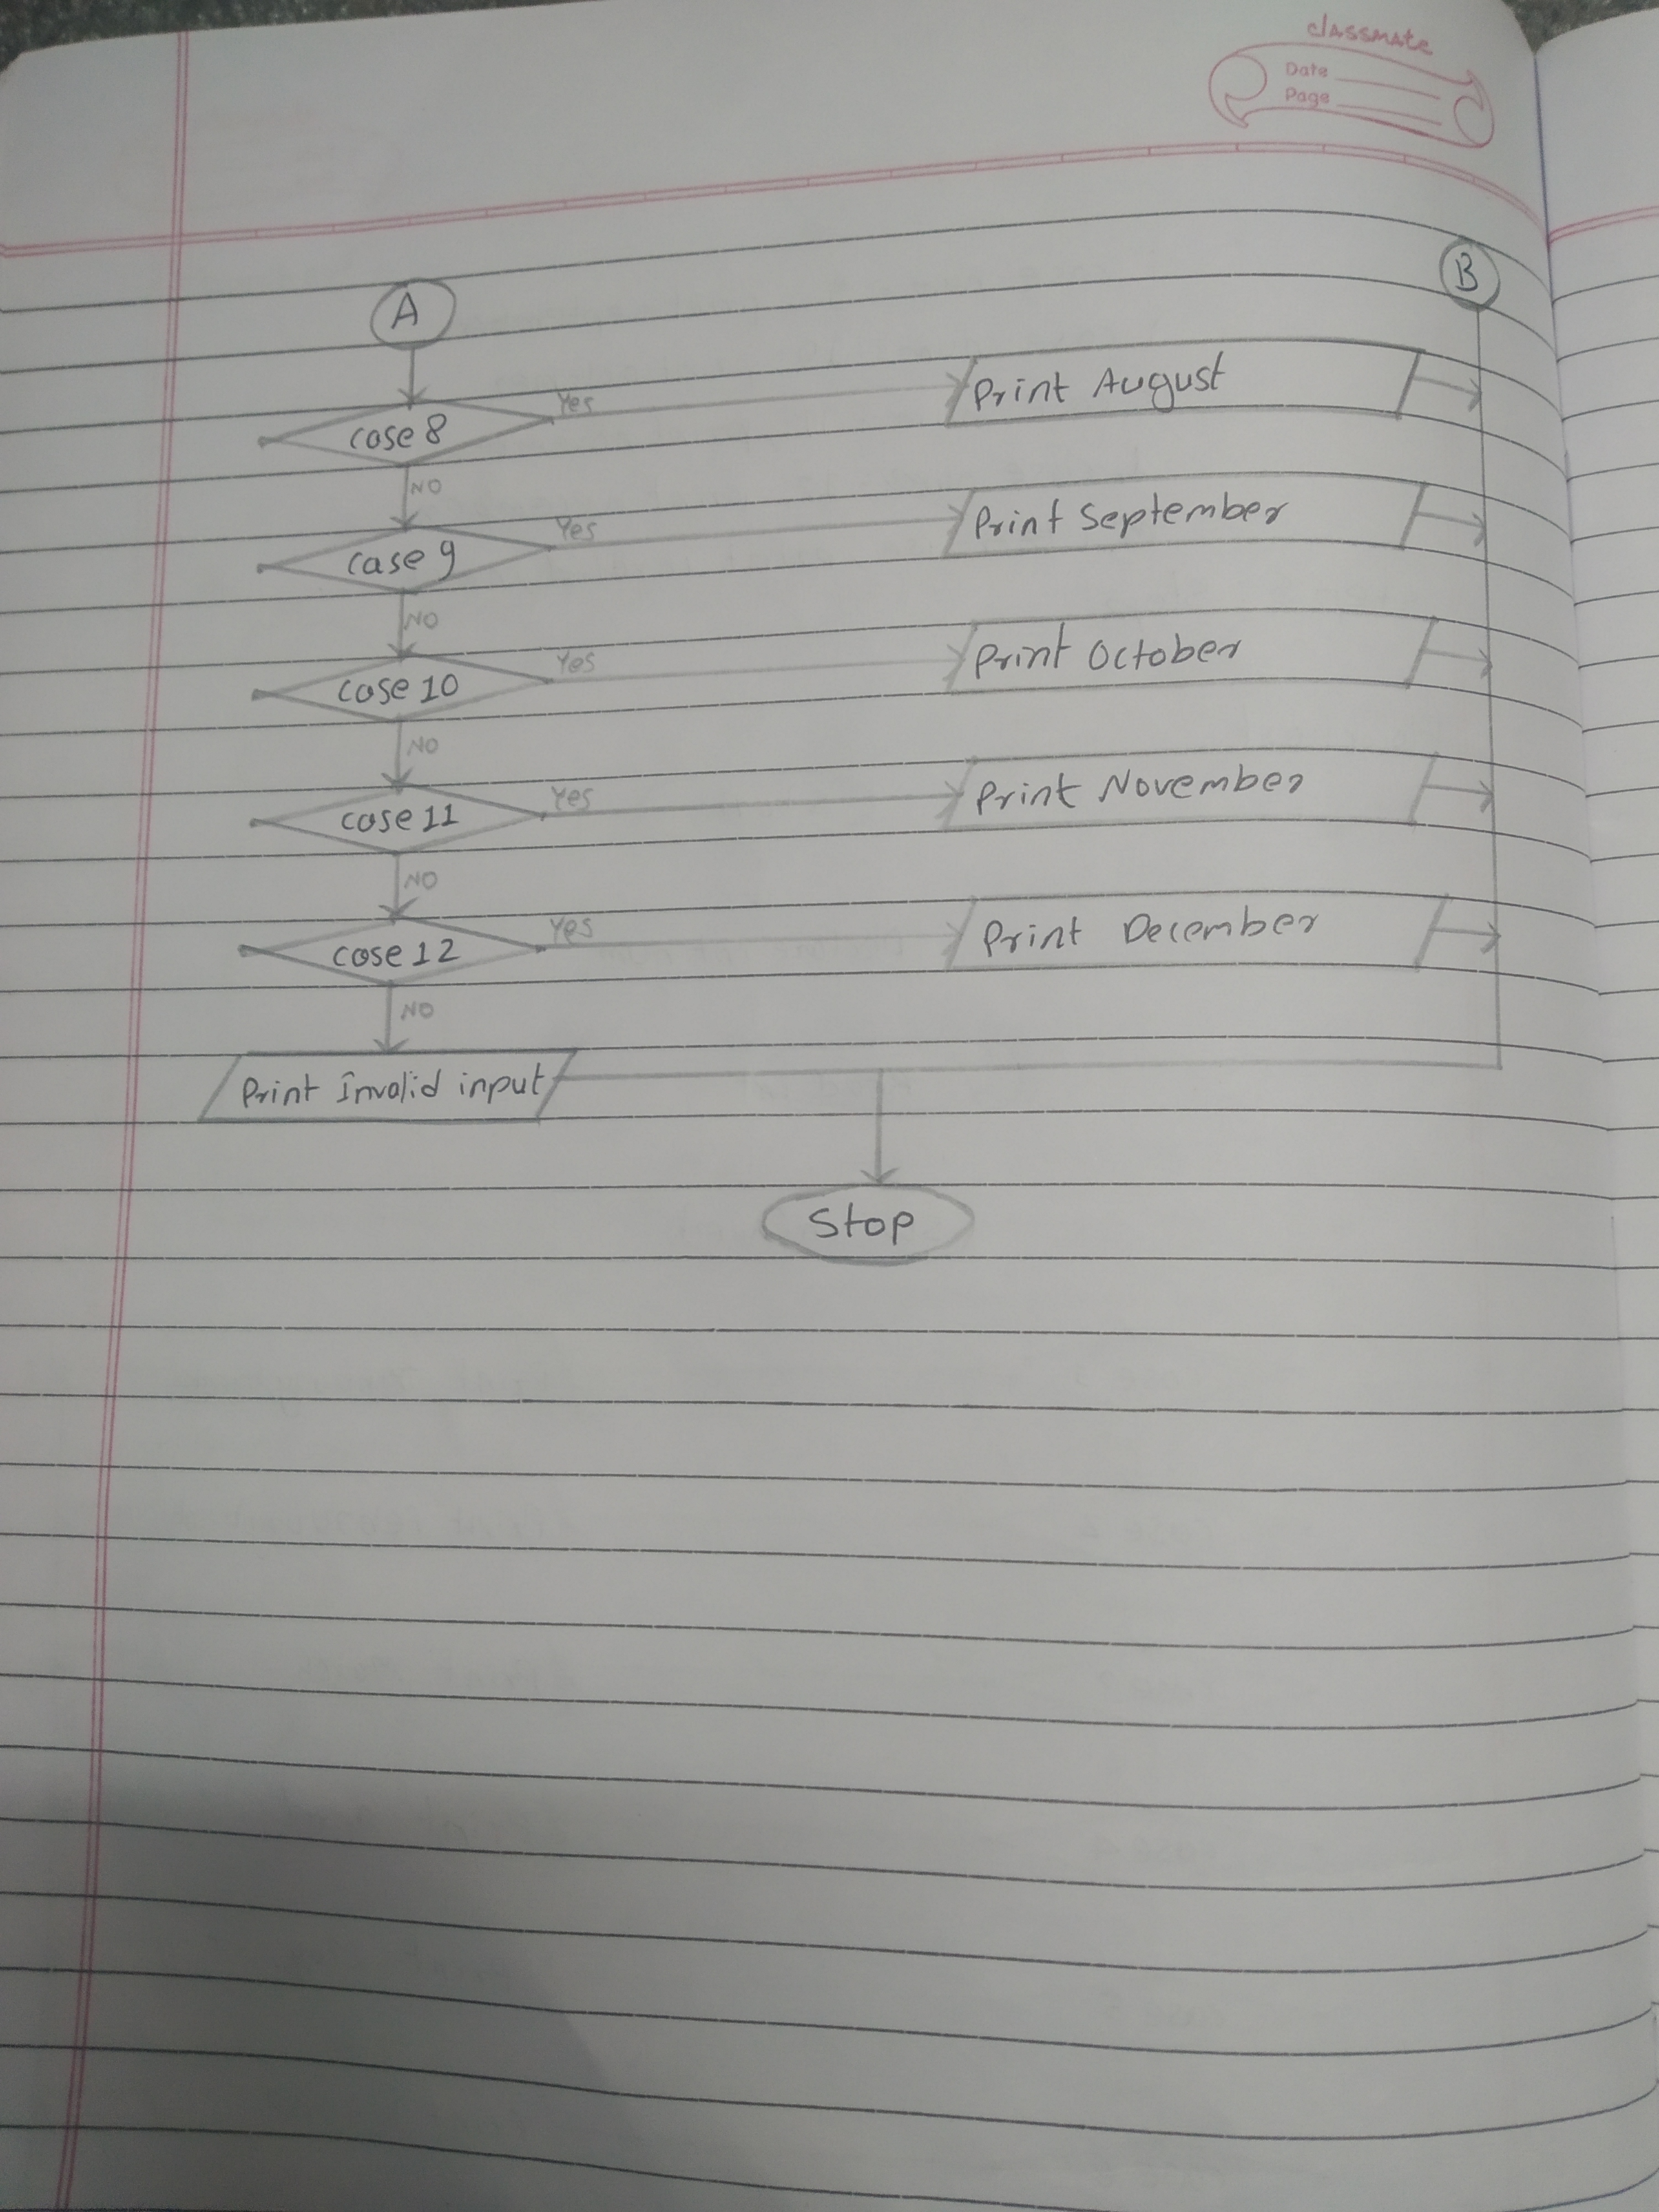 classmate
Date
Page
A
B
case 8
Yes
Print August
NO
case 9
Yes
Print September
NO
case 10
Yes
Print October
NO
case 11
Yes
Print November
NO
case 12
Yes
Print December
NO
Print Invalid input
Stop